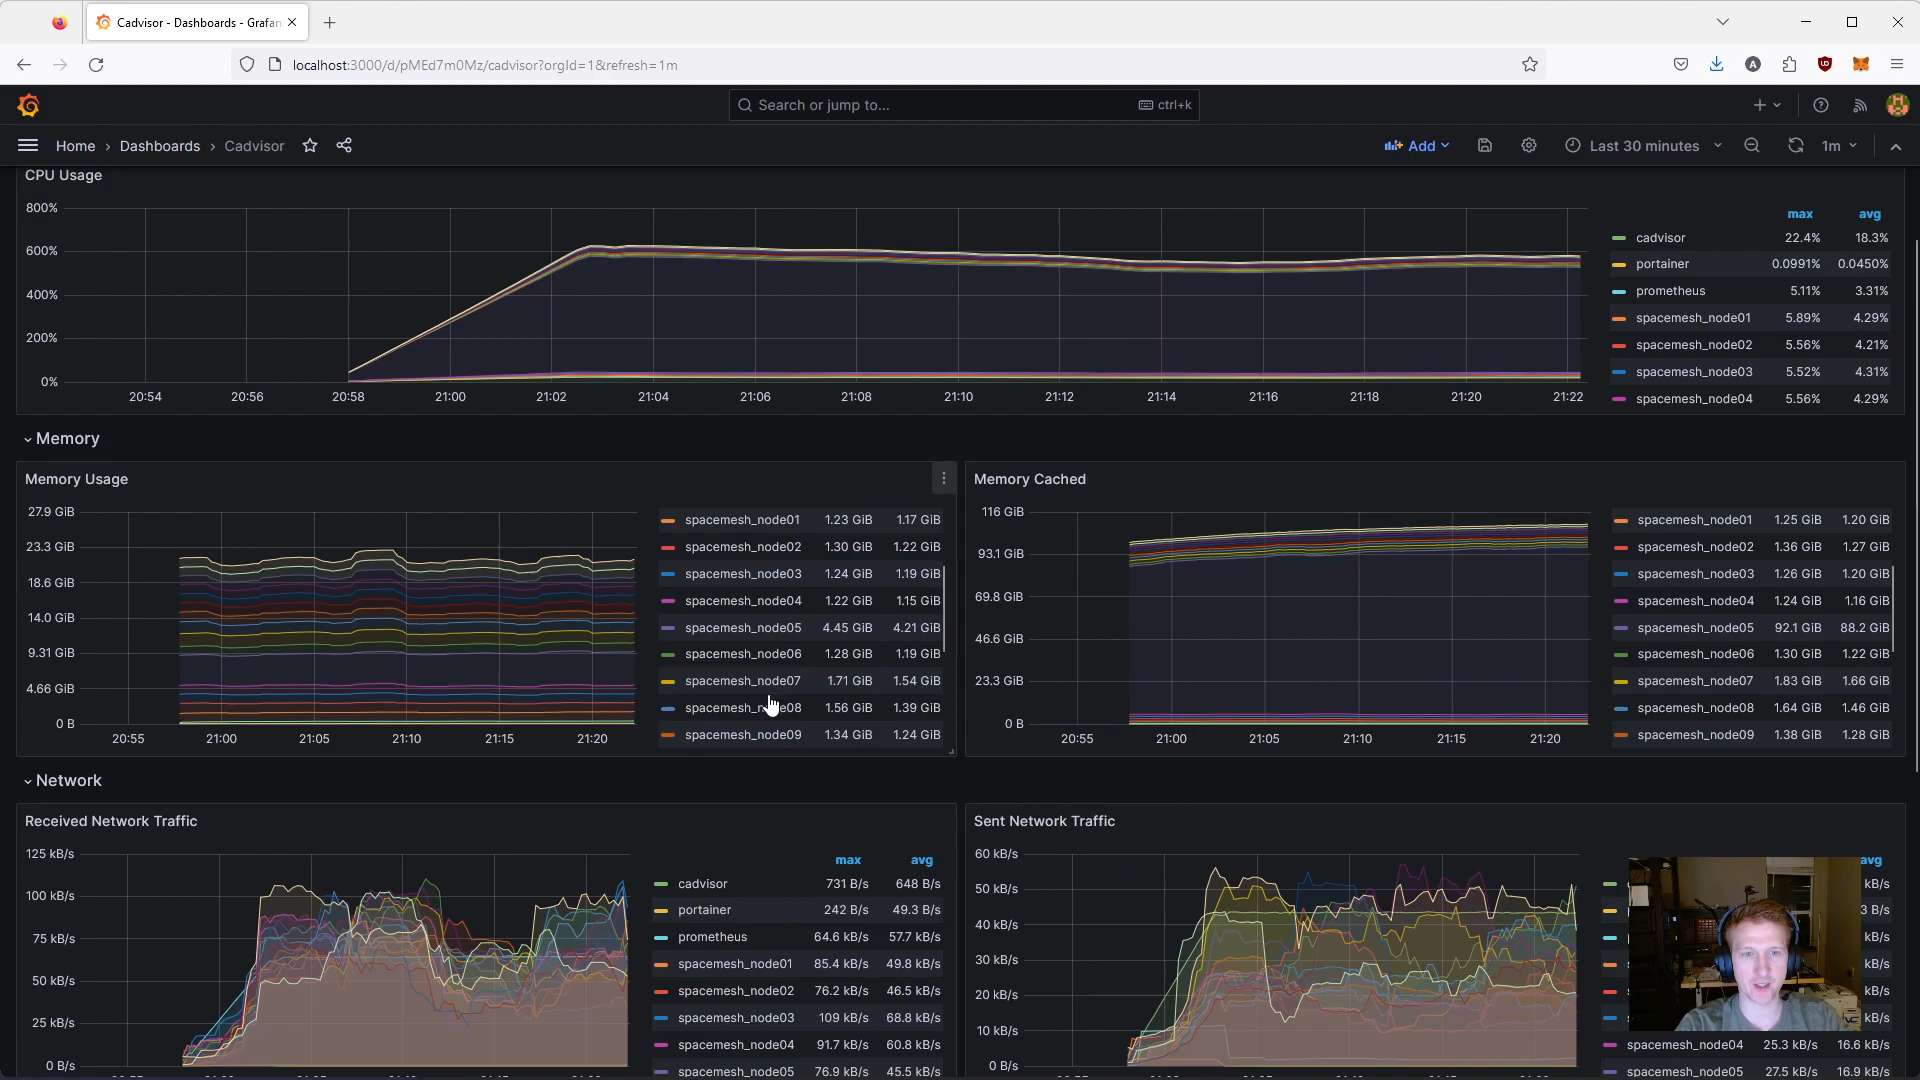 Cadvisor - Dashboards - Grafan
localhost:3000/d/pMEd7m0Mz/cadvisor?orgId=1&refresh=1m
Search or jump to...
ctrl+k
Home › Dashboards › Cadvisor
Add
Last 30 minutes
1m
CPU Usage
800%
600%
400%
200%
0%
20:54 20:56 20:58 21:00 21:02 21:04 21:06 21:08 21:10 21:12 21:14 21:16 21:18 21:20 21:22
max avg
cadvisor 22.4% 18.3%
portainer 0.0991% 0.0450%
prometheus 5.11% 3.31%
spacemesh_node01 5.89% 4.29%
spacemesh_node02 5.56% 4.21%
spacemesh_node03 5.52% 4.31%
spacemesh_node04 5.56% 4.29%
Memory
Memory Usage
27.9 GiB
23.3 GiB
18.6 GiB
14.0 GiB
9.31 GiB
4.66 GiB
0 B
20:55 21:00 21:05 21:10 21:15 21:20
spacemesh_node01 1.23 GiB 1.17 GiB
spacemesh_node02 1.30 GiB 1.22 GiB
spacemesh_node03 1.24 GiB 1.19 GiB
spacemesh_node04 1.22 GiB 1.15 GiB
spacemesh_node05 4.45 GiB 4.21 GiB
spacemesh_node06 1.28 GiB 1.19 GiB
spacemesh_node07 1.71 GiB 1.54 GiB
spacemesh_node08 1.56 GiB 1.39 GiB
spacemesh_node09 1.34 GiB 1.24 GiB
Memory Cached
116 GiB
93.1 GiB
69.8 GiB
46.6 GiB
23.3 GiB
0 B
20:55 21:00 21:05 21:10 21:15 21:20
spacemesh_node01 1.25 GiB 1.20 GiB
spacemesh_node02 1.36 GiB 1.27 GiB
spacemesh_node03 1.26 GiB 1.20 GiB
spacemesh_node04 1.24 GiB 1.16 GiB
spacemesh_node05 92.1 GiB 88.2 GiB
spacemesh_node06 1.30 GiB 1.22 GiB
spacemesh_node07 1.83 GiB 1.66 GiB
spacemesh_node08 1.64 GiB 1.46 GiB
spacemesh_node09 1.38 GiB 1.28 GiB
Network
Received Network Traffic
125 kB/s
100 kB/s
75 kB/s
50 kB/s
25 kB/s
0 B/s
max avg
cadvisor 731 B/s 648 B/s
portainer 242 B/s 49.3 B/s
prometheus 64.6 kB/s 57.7 kB/s
spacemesh_node01 85.4 kB/s 49.8 kB/s
spacemesh_node02 76.2 kB/s 46.5 kB/s
spacemesh_node03 109 kB/s 68.8 kB/s
spacemesh_node04 91.7 kB/s 60.8 kB/s
spacemesh_node05 76.9 kB/s 45.5 kB/s
Sent Network Traffic
60 kB/s
50 kB/s
40 kB/s
30 kB/s
20 kB/s
10 kB/s
0 B/s
avg
kB/s
3 B/s
kB/s
kB/s
kB/s
kB/s
spacemesh_node04 25.3 kB/s 16.6 kB/s
spacemesh_node05 27.5 kB/s 16.9 kB/s